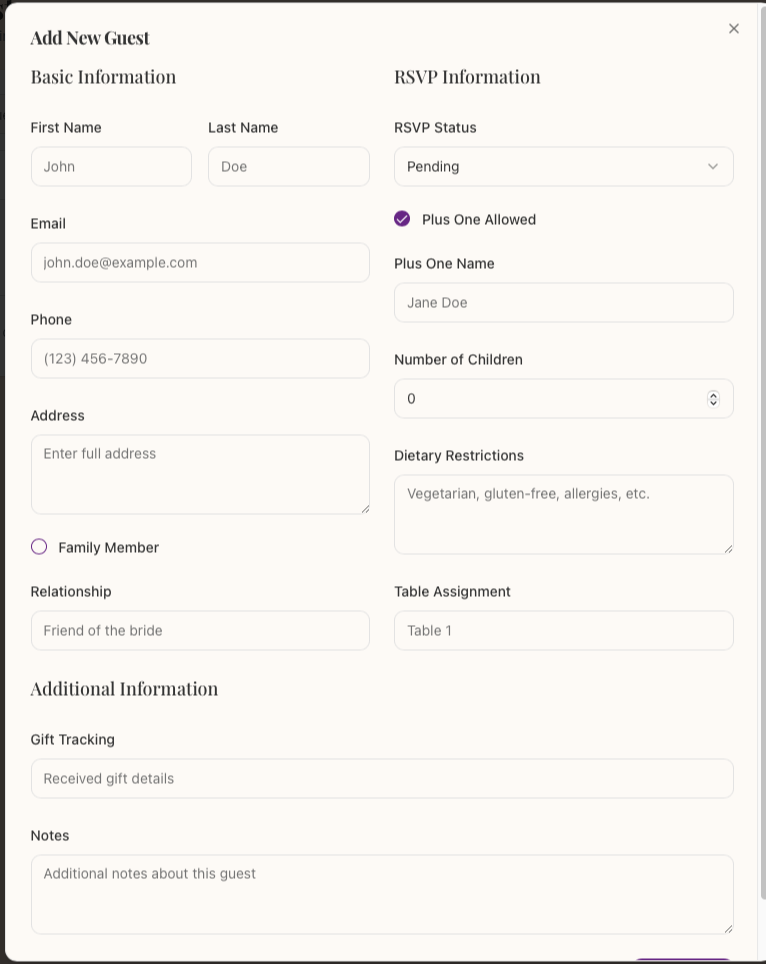 Add New Guest
Basic Information
First Name
Last Name
John
Doe
Email
john.doe@example.com
Phone
(123) 456-7890
Address
Enter full address
Family Member
Relationship
Friend of the bride
RSVP Information
RSVP Status
Pending
Plus One Allowed
Plus One Name
Jane Doe
Number of Children
0
Dietary Restrictions
Vegetarian, gluten-free, allergies, etc.
Table Assignment
Table 1
Additional Information
Gift Tracking
Received gift details
Notes
Additional notes about this guest